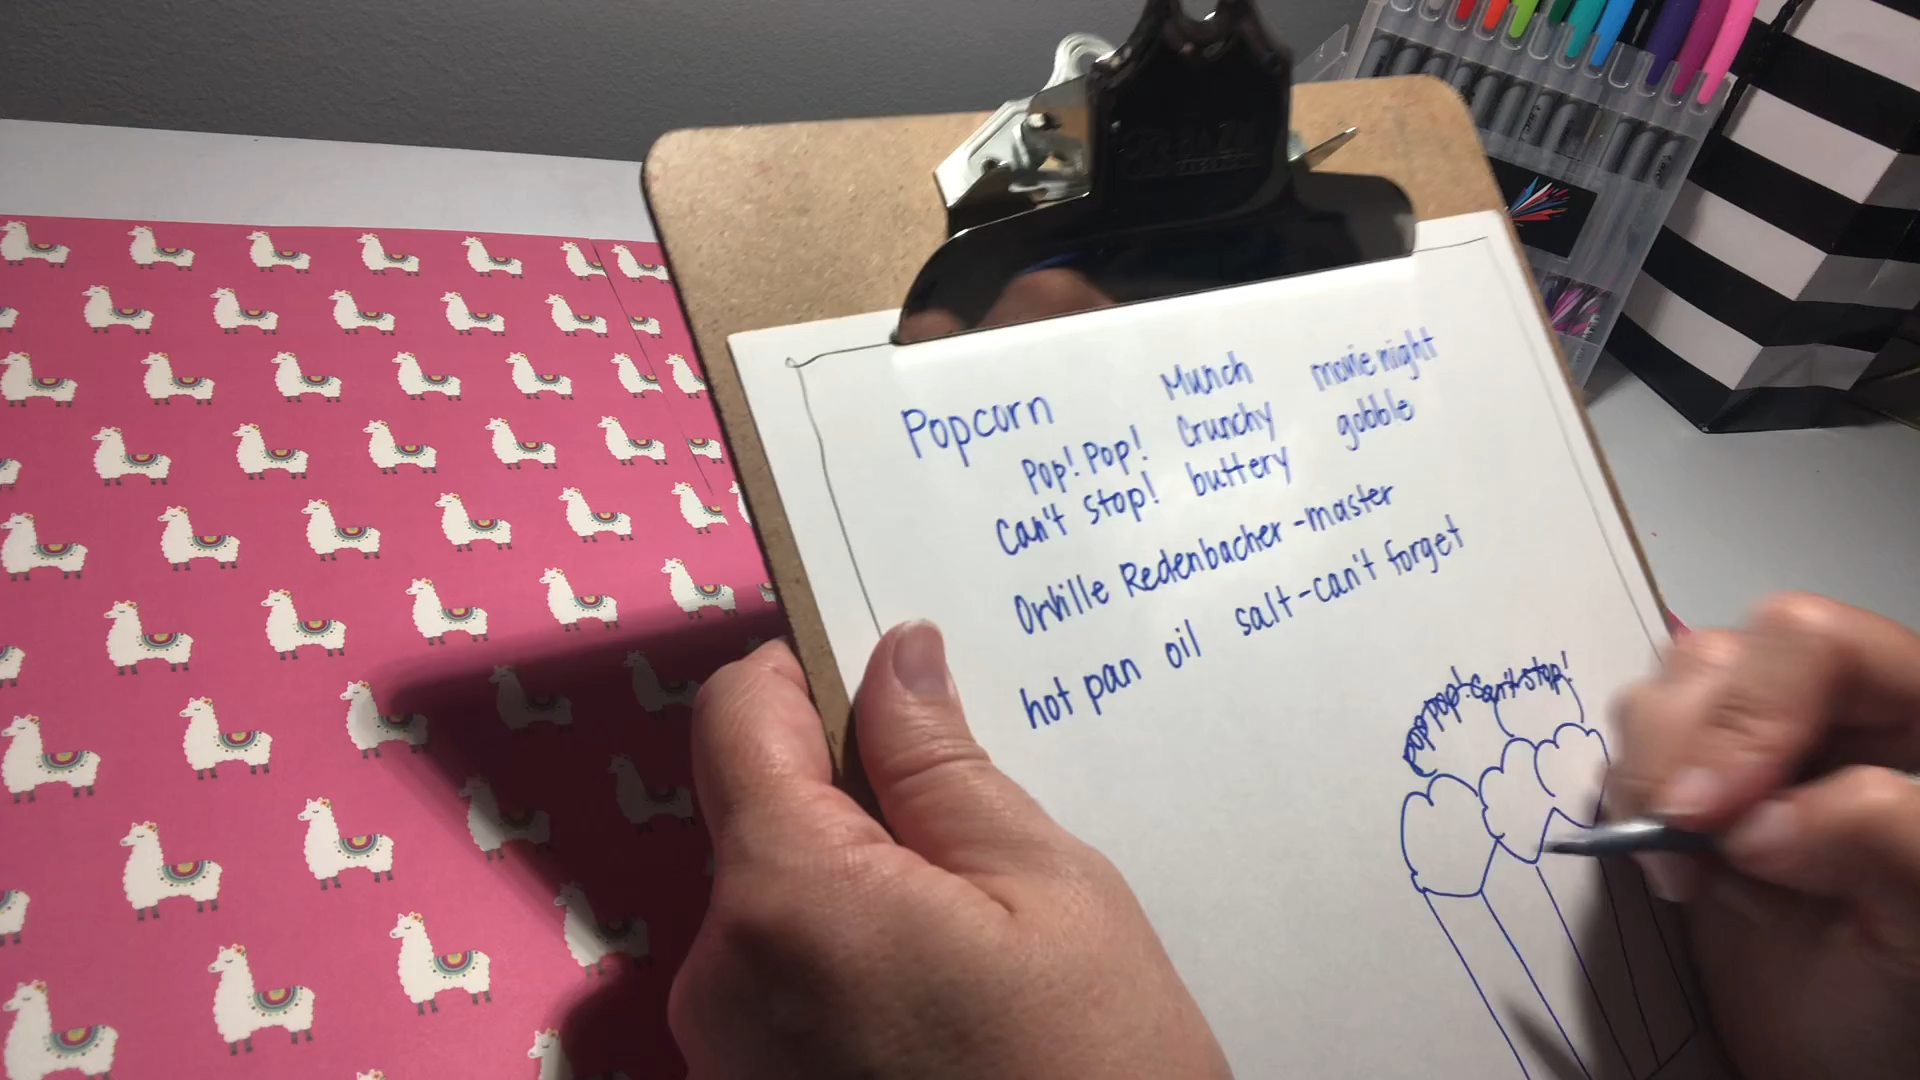 Popcorn
Munch
movie night
Pop! Pop!
Crunchy
gobble
Can't stop!
buttery
Orville Redenbacher - master
hot pan oil salt - can't forget
Pop Pop! Can't stop!